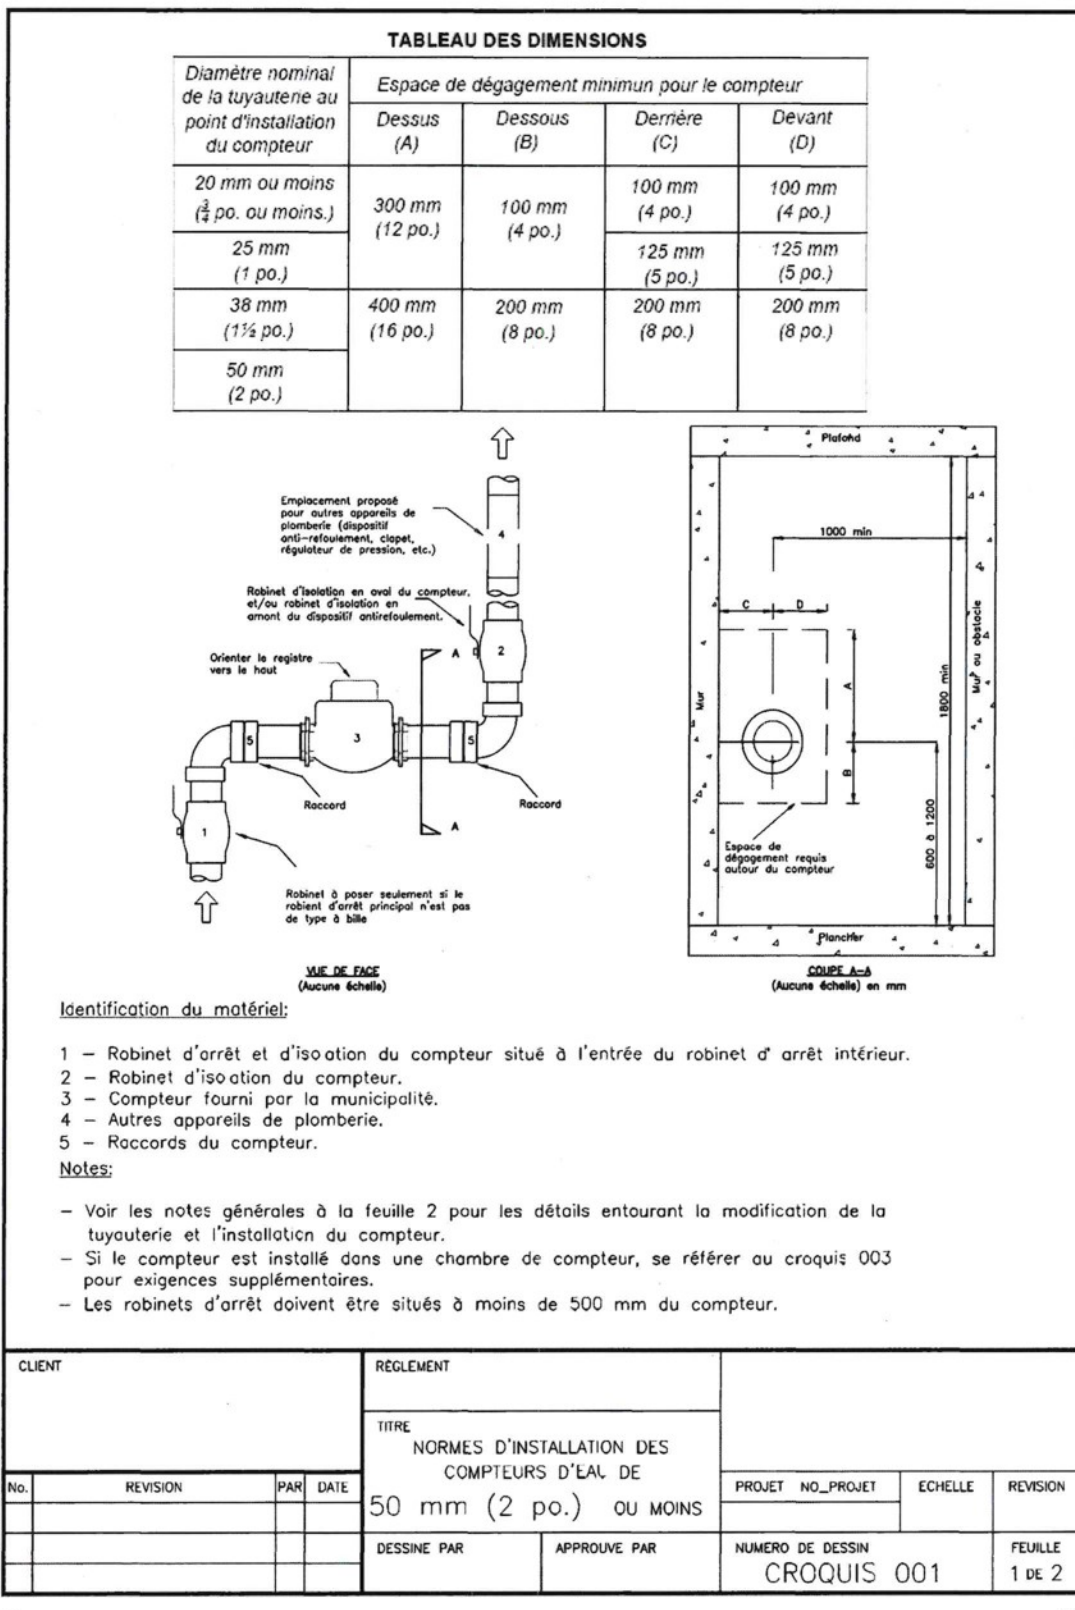 TABLEAU DES DIMENSIONS
Diamètre nominal
de la tuyauterie au
point d'installation
du compteur
Espace de dégagement minimun pour le compteur
Dessus
(A)
Dessous
(B)
Derrière
(C)
Devant
(D)
20 mm ou moins
(¾ po. ou moins.)
300 mm
(12 po.)
100 mm
(4 po.)
100 mm
(4 po.)
100 mm
(4 po.)
25 mm
(1 po.)
125 mm
(5 po.)
125 mm
(5 po.)
38 mm
(1½ po.)
400 mm
(16 po.)
200 mm
(8 po.)
200 mm
(8 po.)
200 mm
(8 po.)
50 mm
(2 po.)
Emplacement proposé
pour autres appareils de
plomberie (dispositif
anti-refoulement, clapet,
régulateur de pression, etc.)
4
Robinet d'isolation en aval du compteur,
et/ou robinet d'isolation en
amont du dispositif antirefoulement.
2
A
Orienter le registre
vers le haut
3
5
5
Raccord
Raccord
A
1
Robinet à poser seulement si le
robient d'arrêt principal n'est pas
de type à bille
VUE DE FACE
(Aucune échelle)
Plafond
1000 min
C
D
A
B
Mur
Mur ou obstacle
1800 min
600 à 1200
Espace de
dégagement requis
autour du compteur
Plancher
COUPE A-A
(Aucune échelle) en mm
Identification du matériel:
1 – Robinet d'arrêt et d'iso ation du compteur situé à l'entrée du robinet d' arrêt intérieur.
2 – Robinet d'iso ation du compteur.
3 – Compteur fourni par la municipalité.
4 – Autres appareils de plomberie.
5 – Raccords du compteur.
Notes:
– Voir les notes générales à la feuille 2 pour les détails entourant la modification de la
tuyauterie et l'installation du compteur.
– Si le compteur est installé dans une chambre de compteur, se référer au croquis 003
pour exigences supplémentaires.
– Les robinets d'arrêt doivent être situés à moins de 500 mm du compteur.
CLIENT
RÈGLEMENT
TITRE
NORMES D'INSTALLATION DES
COMPTEURS D'EAU DE
50 mm (2 po.) OU MOINS
No.
REVISION
PAR
DATE
PROJET NO_PROJET
ECHELLE
REVISION
DESSINE PAR
APPROUVE PAR
NUMERO DE DESSIN
CROQUIS 001
FEUILLE
1 DE 2